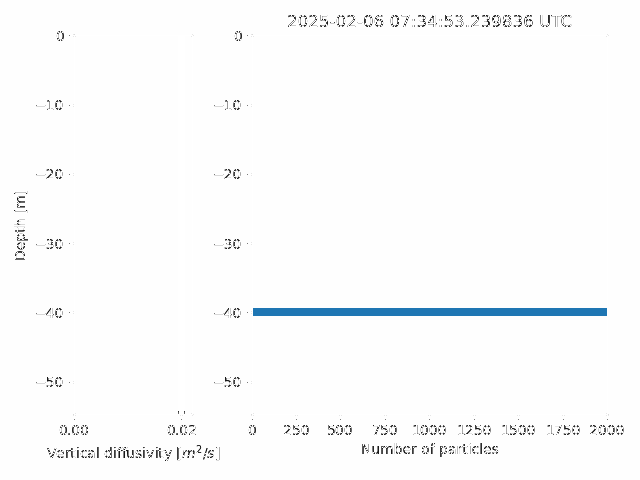 2025-02-06 07:34:53.239836 UTC
0
−10
−20
−30
−40
−50
Depth [m]
0.00 0.02
Vertical diffusivity [m²/s]
0
−10
−20
−30
−40
−50
0 250 500 750 1000 1250 1500 1750 2000
Number of particles